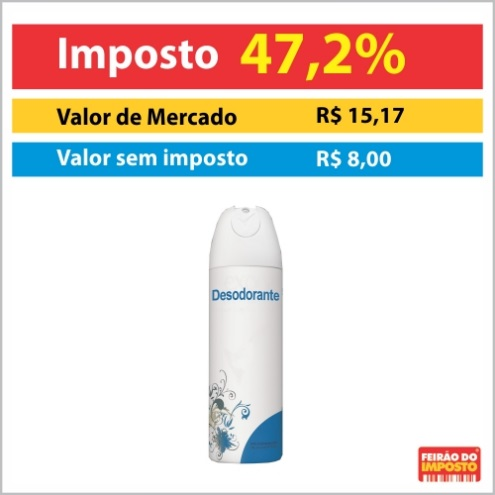 Imposto 47,2%
Valor de Mercado R$ 15,17
Valor sem imposto R$ 8,00
Desodorante
FEIRÃO DO
IMPOSTO